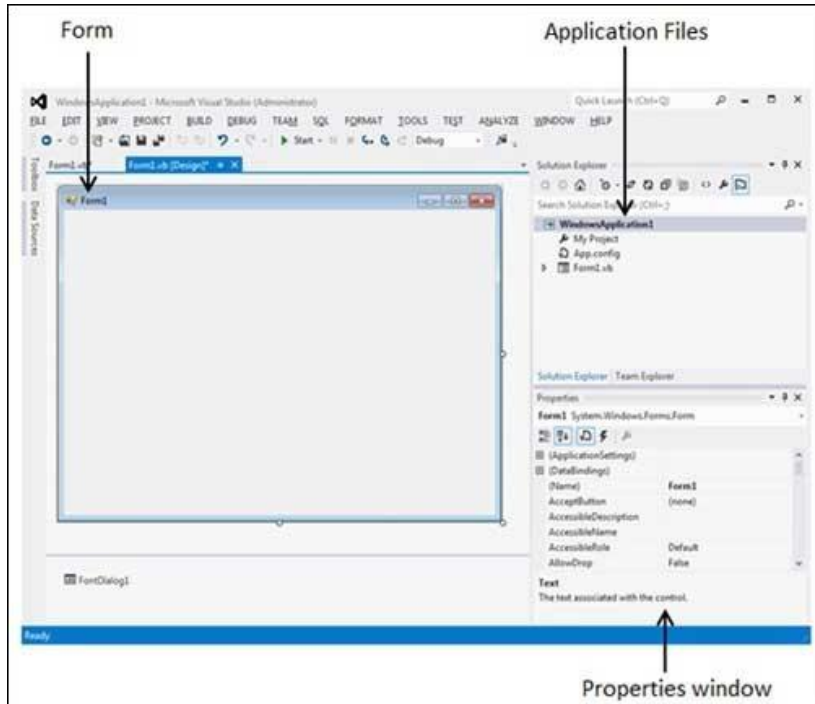 Form
Application Files
WindowsApplication1 - Microsoft Visual Studio (Administrator)
Quick Launch (Ctrl+Q)
FILE EDIT VIEW PROJECT BUILD DEBUG TEAM SQL FORMAT TOOLS TEST ANALYZE WINDOW HELP
Start
Debug
Toolbox
Data Sources
Form1.vb*
Form1.vb [Design]*
Form1
Solution Explorer
Search Solution Explorer (Ctrl+;)
WindowsApplication1
My Project
App.config
Form1.vb
Solution Explorer Team Explorer
Properties
Form1 System.Windows.Forms.Form
(ApplicationSettings)
(DataBindings)
(Name) Form1
AcceptButton (none)
AccessibleDescription
AccessibleName
AccessibleRole Default
AllowDrop False
Text
The text associated with the control.
FontDialog1
Ready
Properties window